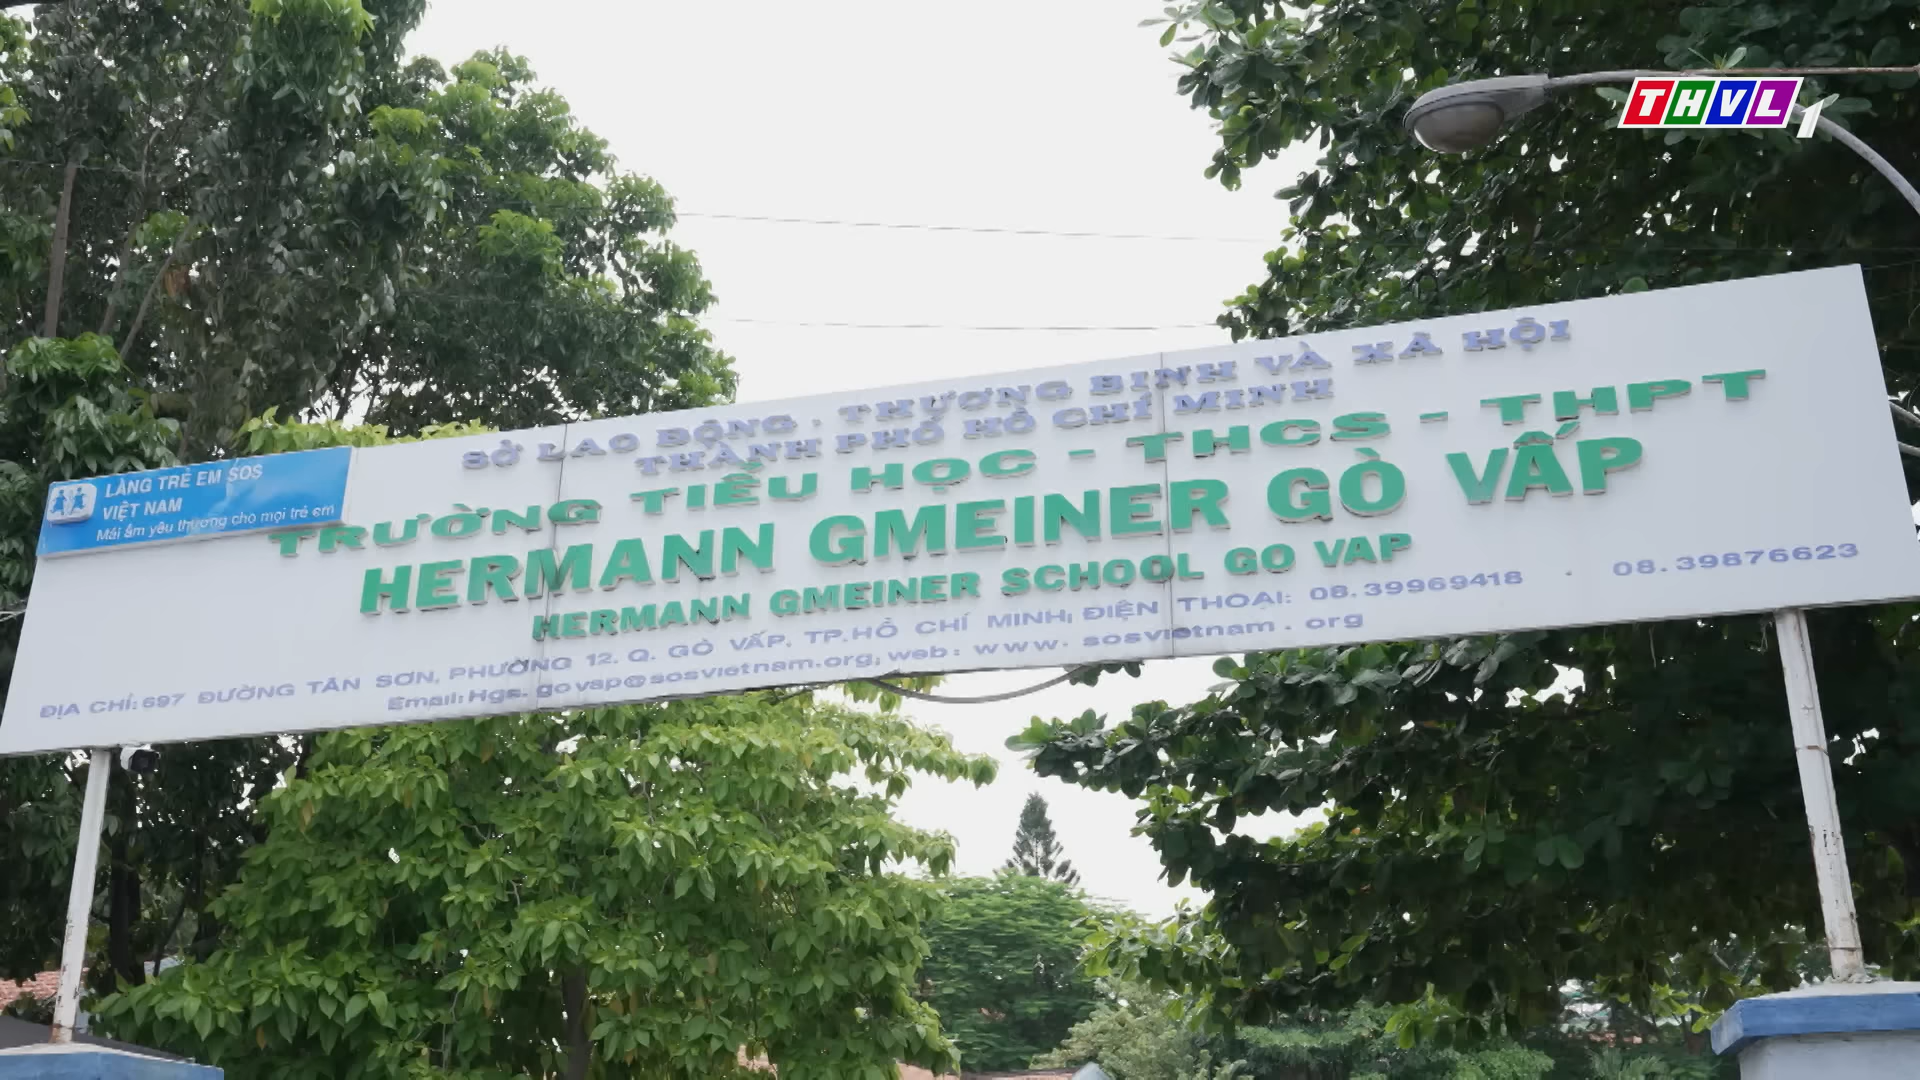 THVL 1
LÀNG TRẺ EM SOS
VIỆT NAM
Mái ấm yêu thương cho mọi trẻ em
SỞ LAO ĐỘNG . THƯƠNG BINH VÀ XÃ HỘI
THÀNH PHỐ HỒ CHÍ MINH
TRƯỜNG TIỂU HỌC - THCS - THPT
HERMANN GMEINER GÒ VẤP
HERMANN GMEINER SCHOOL GO VAP
ĐỊA CHỈ: 697 ĐƯỜNG TÂN SƠN, PHƯỜNG 12. Q. GÒ VẤP, TP.HỒ CHÍ MINH; ĐIỆN THOẠI: 08.39969418 . 08.39876623
Email: Hgs.govap@sosvietnam.org; web: www.sosvietnam.org